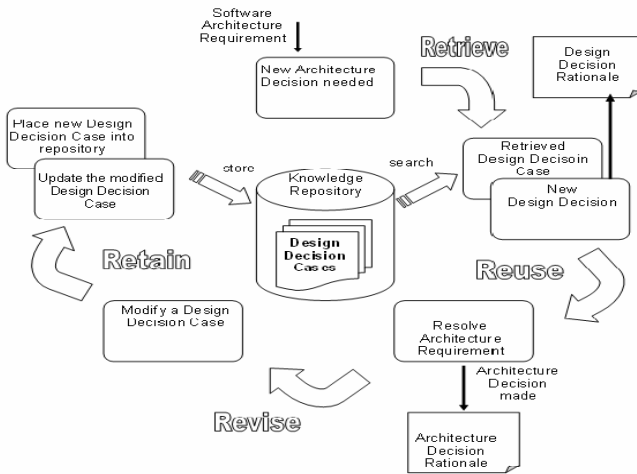 Software
Architecture
Requirement
Retrieve
New Architecture
Decision needed
Design
Decision
Rationale
Place new Design
Decision Case into
repository
Update the modified
Design Decision
Case
store
Knowledge
Repository
Design
Decision
Cases
search
Retrieved
Design Decisoin
Case
New
Design Decision
Retain
Reuse
Modify a Design
Decision Case
Resolve
Architecture
Requirement
Revise
Architecture
Decision
made
Architecture
Decision
Rationale